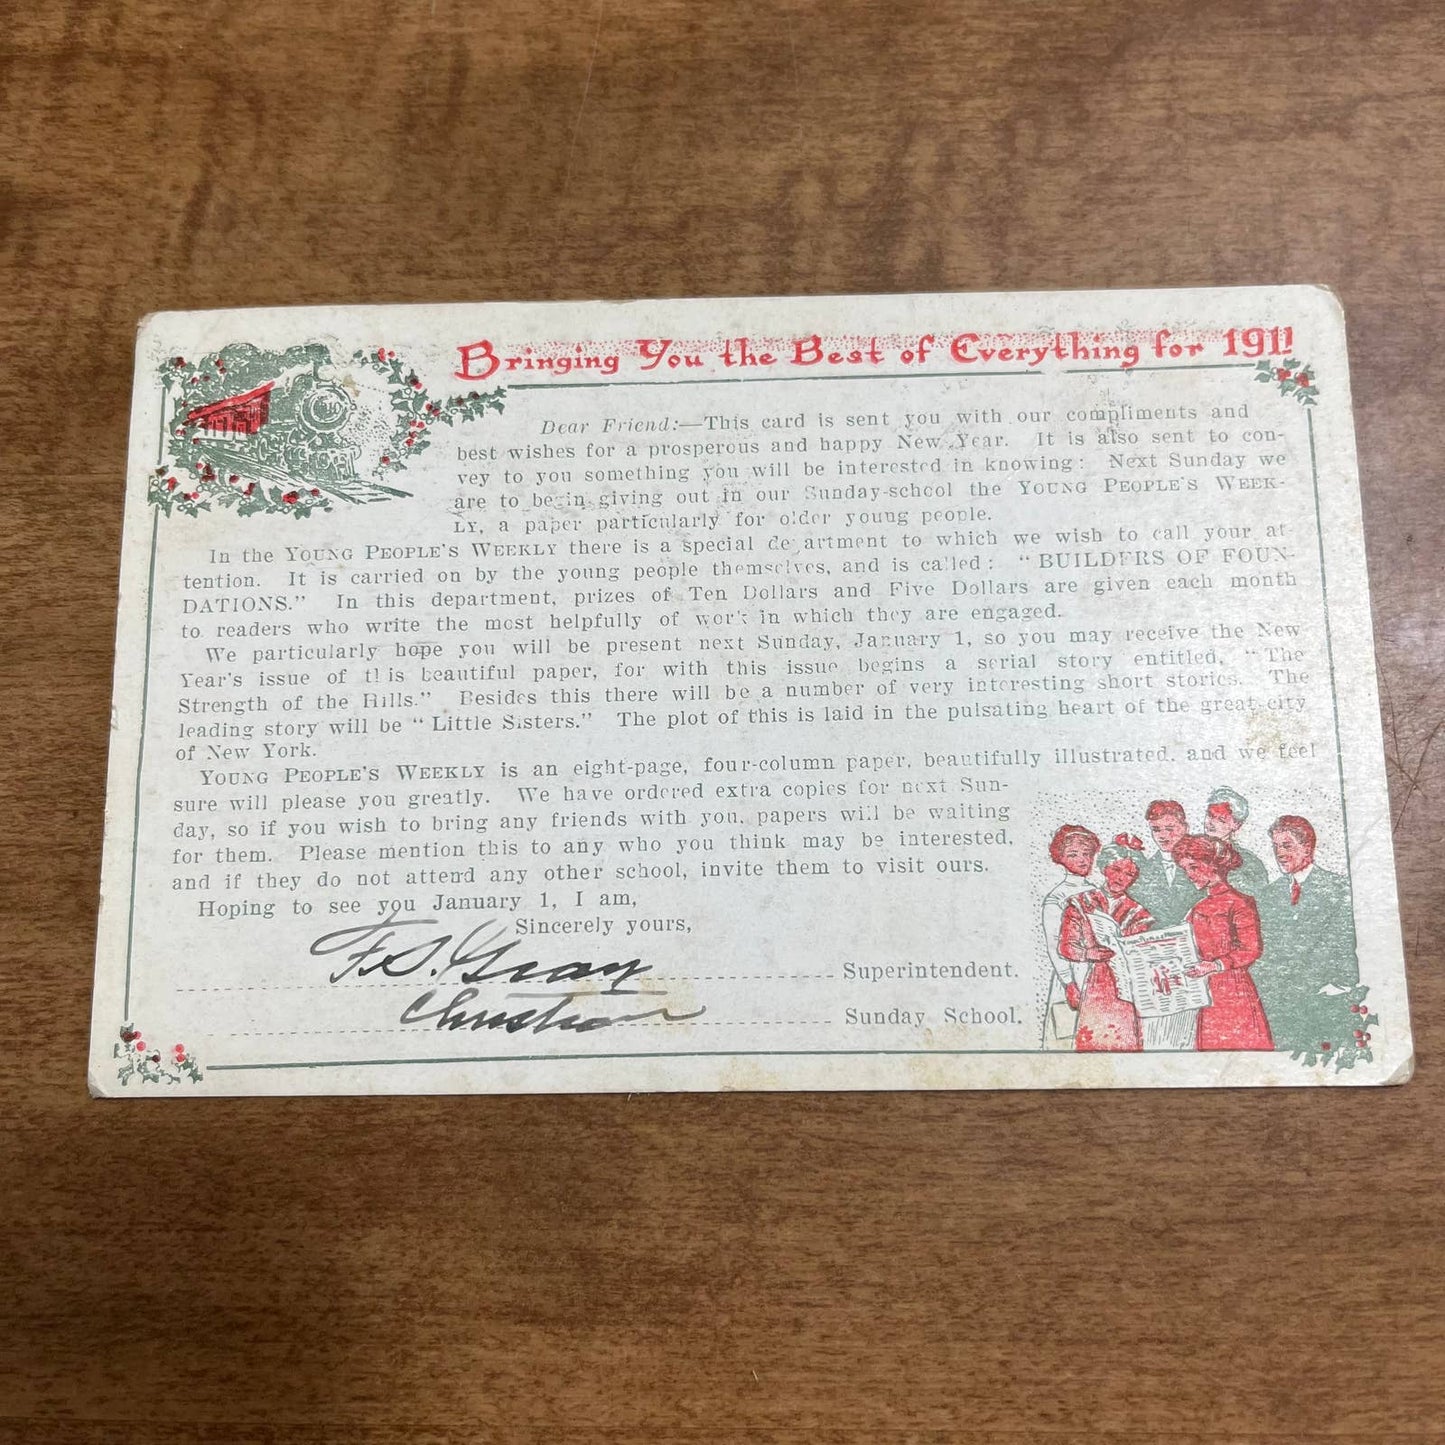 Bringing You the Best of Everything for 1911
Dear Friend:—This card is sent you with our compliments and
best wishes for a prosperous and happy New Year. It is also sent to con-
vey to you something you will be interested in knowing: Next Sunday we
are to begin giving out in our Sunday-school the YOUNG PEOPLE'S WEEK-
LY, a paper particularly for older young people.
In the YOUNG PEOPLE'S WEEKLY there is a special department to which we wish to call your at-
tention. It is carried on by the young people themselves, and is called: "BUILDERS OF FOUN-
DATIONS." In this department, prizes of Ten Dollars and Five Dollars are given each month
to readers who write the most helpfully of work in which they are engaged.
We particularly hope you will be present next Sunday, January 1, so you may receive the New
Year's issue of this beautiful paper, for with this issue begins a serial story entitled, "The
Strength of the Hills." Besides this there will be a number of very interesting short stories. The
leading story will be "Little Sisters." The plot of this is laid in the pulsating heart of the great city
of New York.
YOUNG PEOPLE'S WEEKLY is an eight-page, four-column paper, beautifully illustrated, and we feel
sure will please you greatly. We have ordered extra copies for next Sun-
day, so if you wish to bring any friends with you, papers will be waiting
for them. Please mention this to any who you think may be interested,
and if they do not attend any other school, invite them to visit ours.
Hoping to see you January 1, I am,
Sincerely yours,
F. S. Gray Superintendent.
Christian Sunday School.